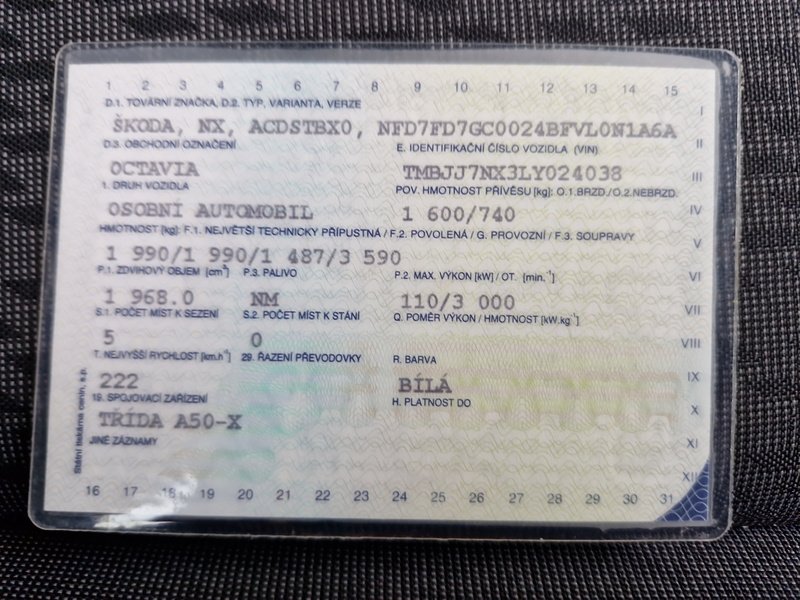 1 2 3 4 5 6 7 8 9 10 11 12 13 14 15
D.1. TOVÁRNÍ ZNAČKA, D.2. TYP, VARIANTA, VERZE
I
ŠKODA, NX, ACDSTBX0, NFD7FD7GC0024BFVL0N1A6A
D.3. OBCHODNÍ OZNAČENÍ E. IDENTIFIKAČNÍ ČÍSLO VOZIDLA (VIN)
II
OCTAVIA TMBJJ7NX3LY024038
III
1. DRUH VOZIDLA POV. HMOTNOST PŘÍVĚSU [kg]: O.1.BRZD./O.2.NEBRZD.
OSOBNÍ AUTOMOBIL 1 600/740
IV
HMOTNOST [kg]: F.1. NEJVĚTŠÍ TECHNICKY PŘÍPUSTNÁ / F.2. POVOLENÁ / G. PROVOZNÍ / F.3. SOUPRAVY
V
1 990/1 990/1 487/3 590
P.1. ZDVIHOVÝ OBJEM [cm³] P.3. PALIVO P.2. MAX. VÝKON [kW] / OT. [min.⁻¹]
VI
1 968.0 NM 110/3 000
S.1. POČET MÍST K SEZENÍ S.2. POČET MÍST K STÁNÍ Q. POMĚR VÝKON / HMOTNOST [kW.kg⁻¹]
VII
5 0
VIII
T. NEJVYŠŠÍ RYCHLOST [km.h⁻¹] 29. ŘAZENÍ PŘEVODOVKY R. BARVA
222 BÍLÁ
IX
19. SPOJOVACÍ ZAŘÍZENÍ H. PLATNOST DO
X
TŘÍDA A50-X
JINÉ ZÁZNAMY
XI
XII
16 17 18 19 20 21 22 23 24 25 26 27 28 29 30 31
Státní tiskárna cenin, s.p.